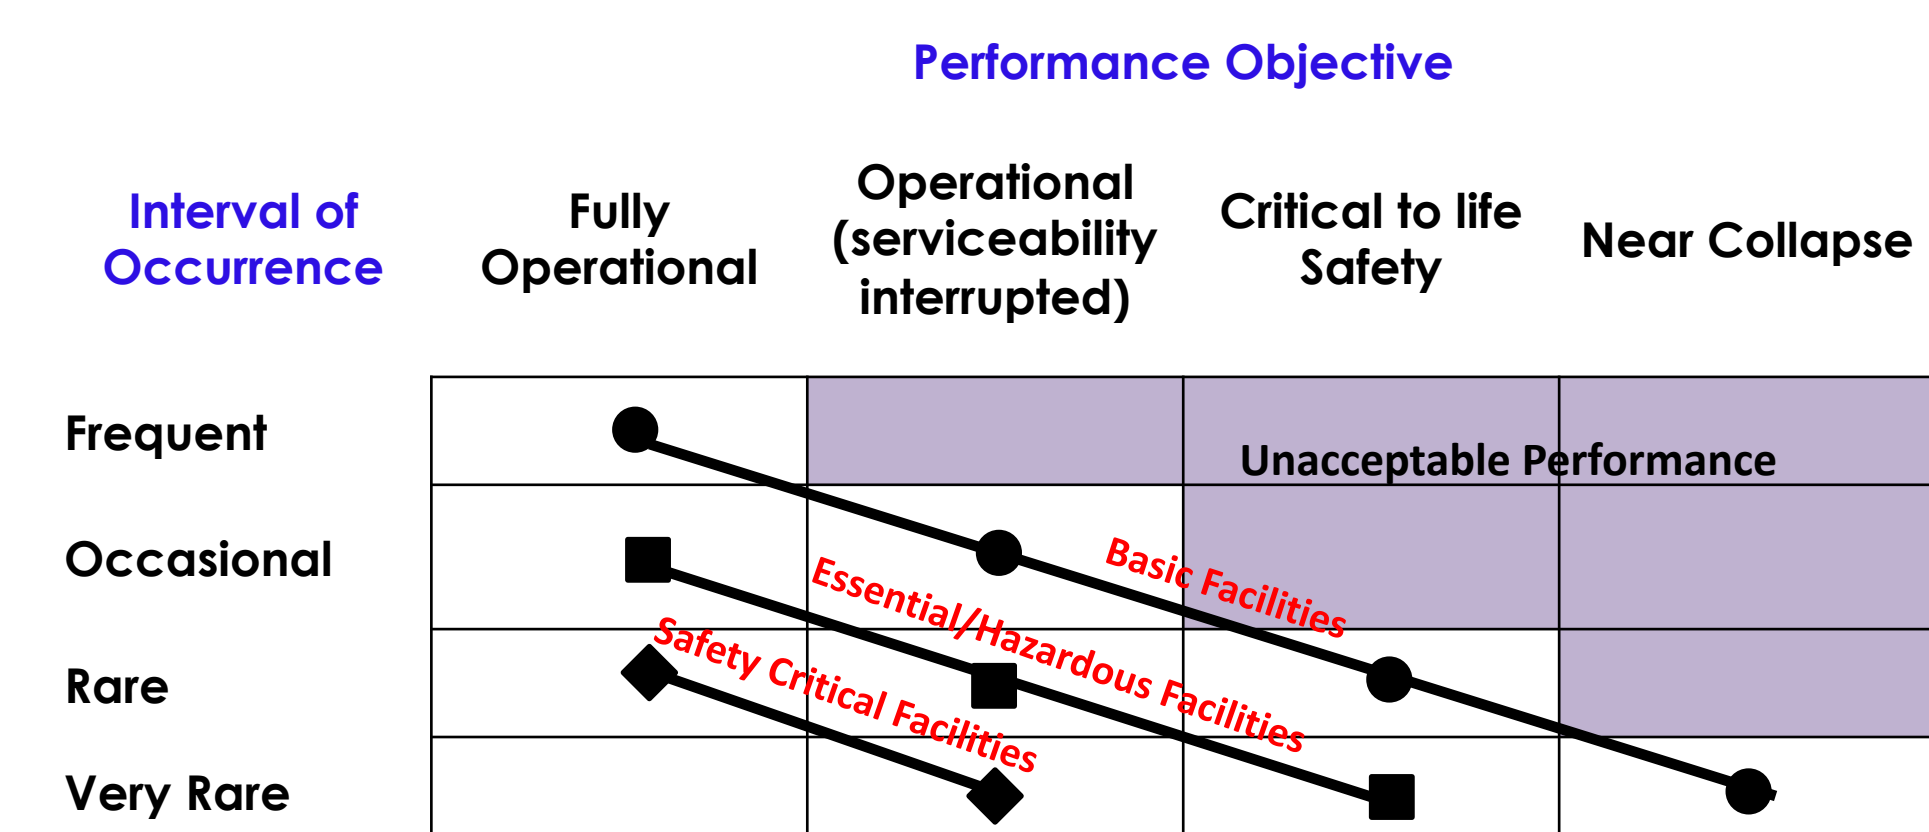 Performance Objective
Interval of
Occurrence
Fully
Operational
Operational
(serviceability
interrupted)
Critical to life
Safety
Near Collapse
Frequent
Unacceptable Performance
Occasional
Basic Facilities
Essential/Hazardous Facilities
Safety Critical Facilities
Rare
Very Rare